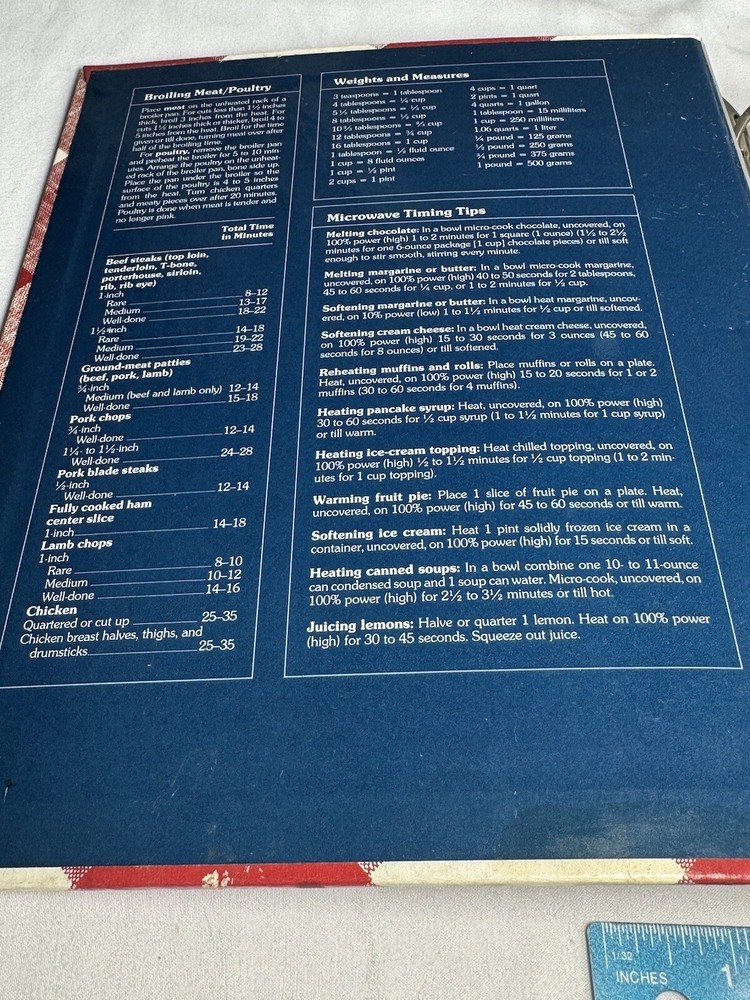 Broiling Meat/Poultry
Place meat on the unheated rack of a
broiler pan. For cuts less than 1½ inches
thick, broil 3 inches from the heat. For
cuts 1½ inches thick or thicker, broil 4 to
5 inches from the heat. Broil for the time
given or till done, turning meat over after
half of the broiling time.
For poultry, remove the broiler pan
and preheat the broiler for 5 to 10 min-
utes. Arrange the poultry on the unheat-
ed rack of the broiler pan, bone side up.
Place the pan under the broiler so the
surface of the poultry is 4 to 5 inches
from the heat. Turn chicken quarters
and meaty pieces over after 20 minutes.
Poultry is done when meat is tender and
no longer pink.
Total Time
in Minutes
Beef steaks (top loin,
tenderloin, T-bone,
porterhouse, sirloin,
rib, rib eye)
1-inch
Rare 8–12
Medium 13–17
Well-done 18–22
1½-inch
Rare 14–18
Medium 19–22
Well-done 23–28
Ground-meat patties
(beef, pork, lamb)
¾-inch
Medium (beef and lamb only) 12–14
Well-done 15–18
Pork chops
¾-inch
Well-done 12–14
1¼- to 1½-inch
Well-done 24–28
Pork blade steaks
½-inch
Well-done 12–14
Fully cooked ham
center slice
1-inch 14–18
Lamb chops
1-inch
Rare 8–10
Medium 10–12
Well-done 14–16
Chicken
Quartered or cut up 25–35
Chicken breast halves, thighs, and
drumsticks 25–35
Weights and Measures
3 teaspoons = 1 tablespoon
4 tablespoons = ¼ cup
5⅓ tablespoons = ⅓ cup
8 tablespoons = ½ cup
10⅔ tablespoons = ⅔ cup
12 tablespoons = ¾ cup
16 tablespoons = 1 cup
1 tablespoon = ½ fluid ounce
1 cup = 8 fluid ounces
1 cup = ½ pint
2 cups = 1 pint
4 cups = 1 quart
2 pints = 1 quart
4 quarts = 1 gallon
1 tablespoon = 15 milliliters
1 cup = 250 milliliters
1.06 quarts = 1 liter
¼ pound = 125 grams
½ pound = 250 grams
¾ pound = 375 grams
1 pound = 500 grams
Microwave Timing Tips
Melting chocolate: In a bowl micro-cook chocolate, uncovered, on
100% power (high) 1 to 2 minutes for 1 square (1 ounce) (1½ to 2½
minutes for one 6-ounce package [1 cup] chocolate pieces) or till soft
enough to stir smooth, stirring every minute.
Melting margarine or butter: In a bowl micro-cook margarine,
uncovered, on 100% power (high) 40 to 50 seconds for 2 tablespoons,
45 to 60 seconds for ¼ cup, or 1 to 2 minutes for ½ cup.
Softening margarine or butter: In a bowl heat margarine, uncov-
ered, on 10% power (low) 1 to 1½ minutes for ½ cup or till softened.
Softening cream cheese: In a bowl heat cream cheese, uncovered,
on 100% power (high) 15 to 30 seconds for 3 ounces (45 to 60
seconds for 8 ounces) or till softened.
Reheating muffins and rolls: Place muffins or rolls on a plate.
Heat, uncovered, on 100% power (high) 15 to 20 seconds for 1 or 2
muffins (30 to 60 seconds for 4 muffins).
Heating pancake syrup: Heat, uncovered, on 100% power (high)
30 to 60 seconds for ½ cup syrup (1 to 1½ minutes for 1 cup syrup)
or till warm.
Heating ice-cream topping: Heat chilled topping, uncovered, on
100% power (high) ½ to 1½ minutes for ½ cup topping (1 to 2 min-
utes for 1 cup topping).
Warming fruit pie: Place 1 slice of fruit pie on a plate. Heat,
uncovered, on 100% power (high) for 45 to 60 seconds or till warm.
Softening ice cream: Heat 1 pint solidly frozen ice cream in a
container, uncovered, on 100% power (high) for 15 seconds or till soft.
Heating canned soups: In a bowl combine one 10- to 11-ounce
can condensed soup and 1 soup can water. Micro-cook, uncovered, on
100% power (high) for 2½ to 3½ minutes or till hot.
Juicing lemons: Halve or quarter 1 lemon. Heat on 100% power
(high) for 30 to 45 seconds. Squeeze out juice.
1/32
INCHES 1